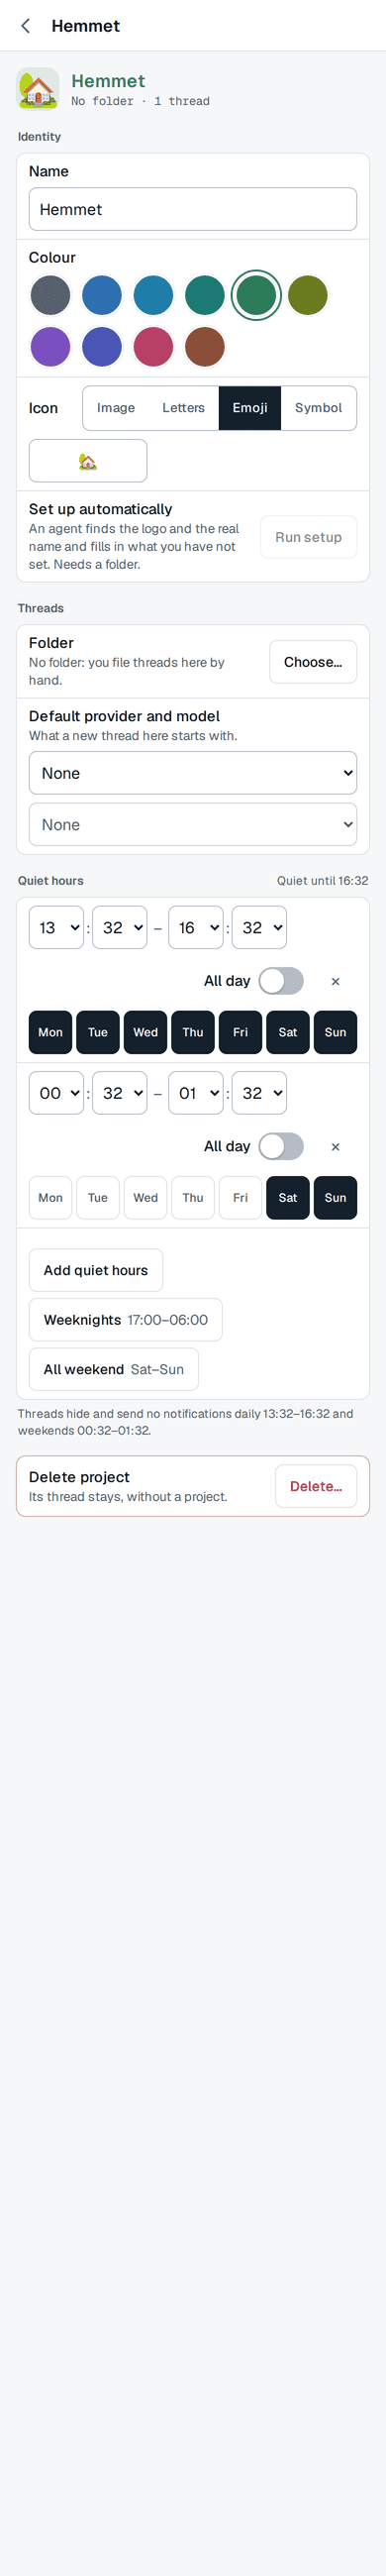 Hemmet
Hemmet
No folder · 1 thread
Identity
Name
Hemmet
Colour
Icon Image Letters Emoji Symbol
Set up automatically
An agent finds the logo and the real
name and fills in what you have not
set. Needs a folder.
Run setup
Threads
Folder
No folder: you file threads here by
hand.
Choose…
Default provider and model
What a new thread here starts with.
None
None
Quiet hours Quiet until 16:32
13 : 32 – 16 : 32
All day ×
Mon Tue Wed Thu Fri Sat Sun
00 : 32 – 01 : 32
All day ×
Mon Tue Wed Thu Fri Sat Sun
Add quiet hours
Weeknights 17:00–06:00
All weekend Sat–Sun
Threads hide and send no notifications daily 13:32–16:32 and
weekends 00:32–01:32.
Delete project
Its thread stays, without a project.
Delete…